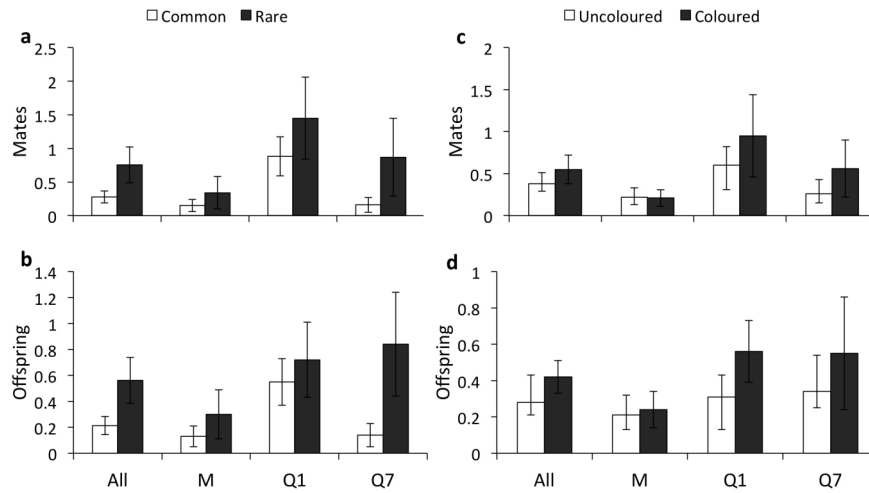 Common Rare
a
Mates
2.5
2
1.5
1
0.5
0
b
Offspring
1.4
1.2
1
0.8
0.6
0.4
0.2
0
All M Q1 Q7
Uncoloured Coloured
c
Mates
2
1.5
1
0.5
0
d
Offspring
1
0.8
0.6
0.4
0.2
0
All M Q1 Q7